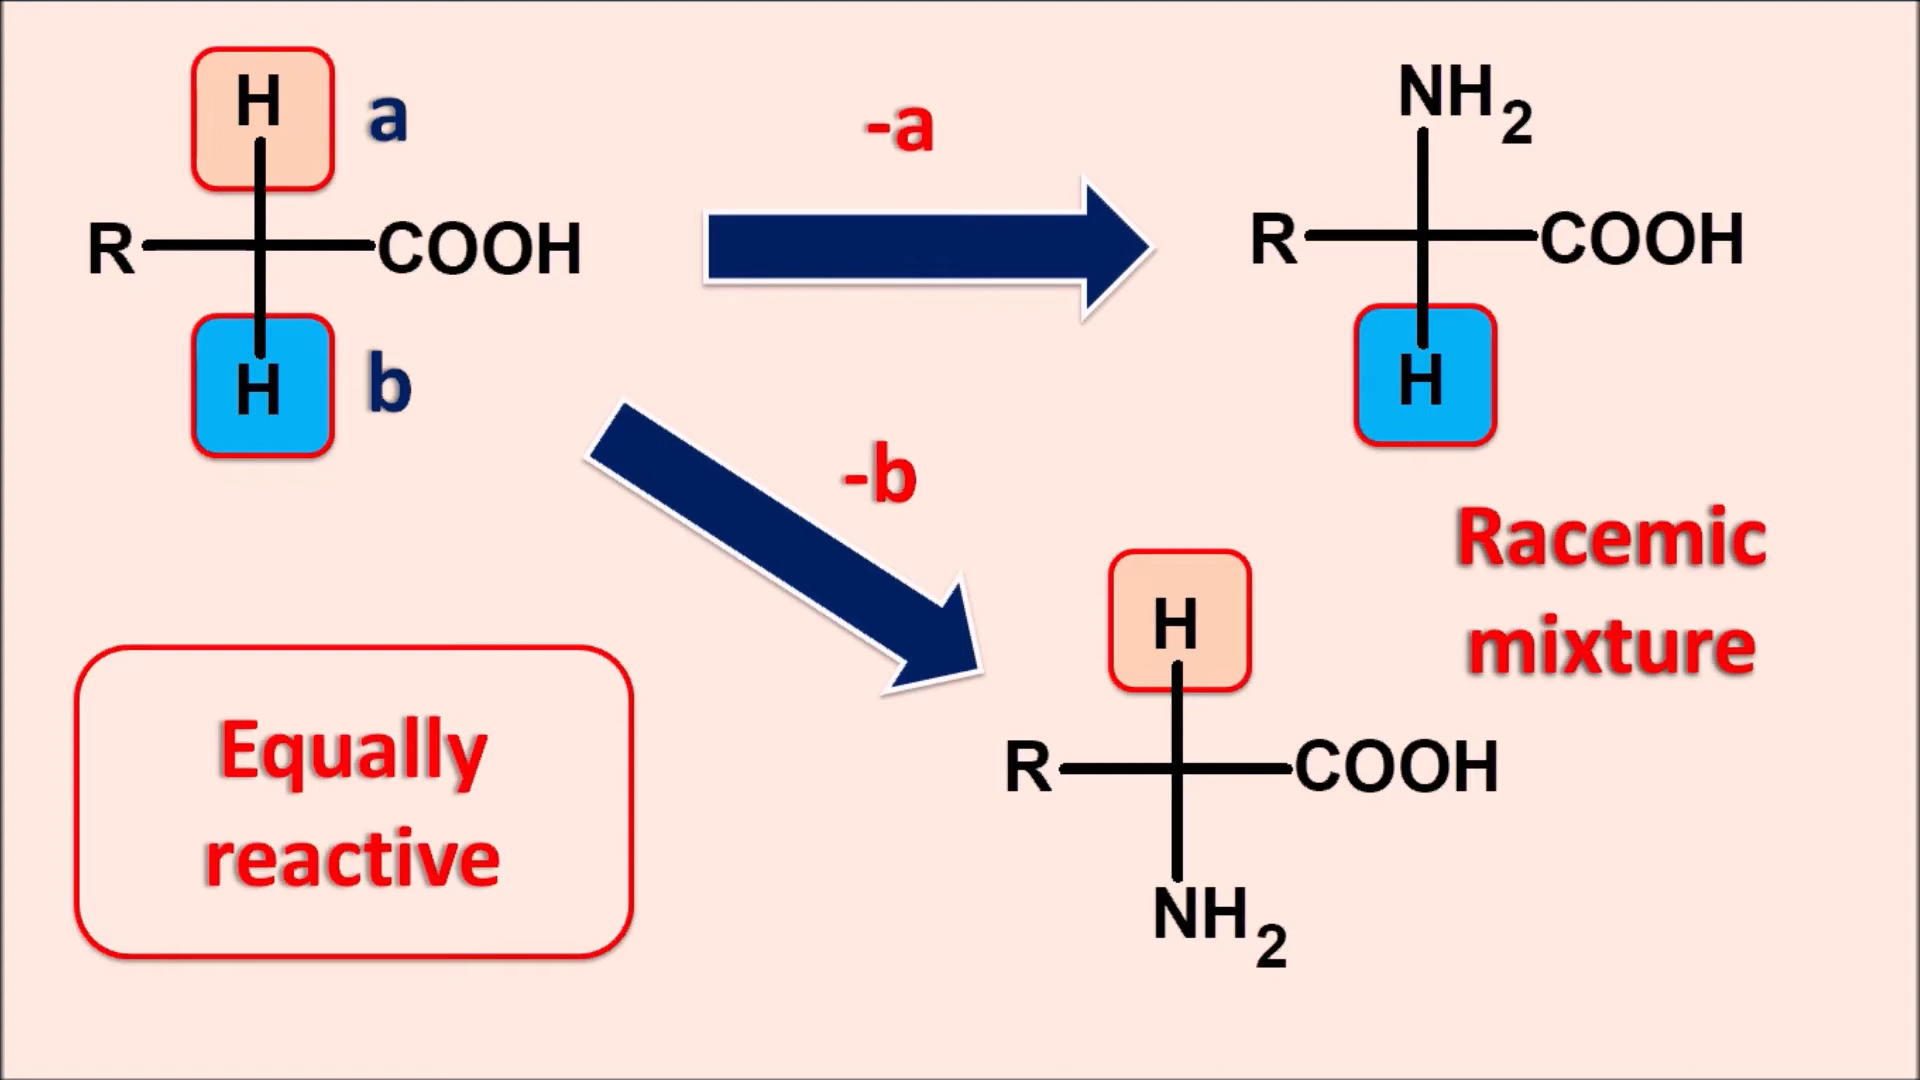 H a
R COOH
H b
-a
NH2
R COOH
H
-b
Racemic
mixture
H
R COOH
NH2
Equally
reactive